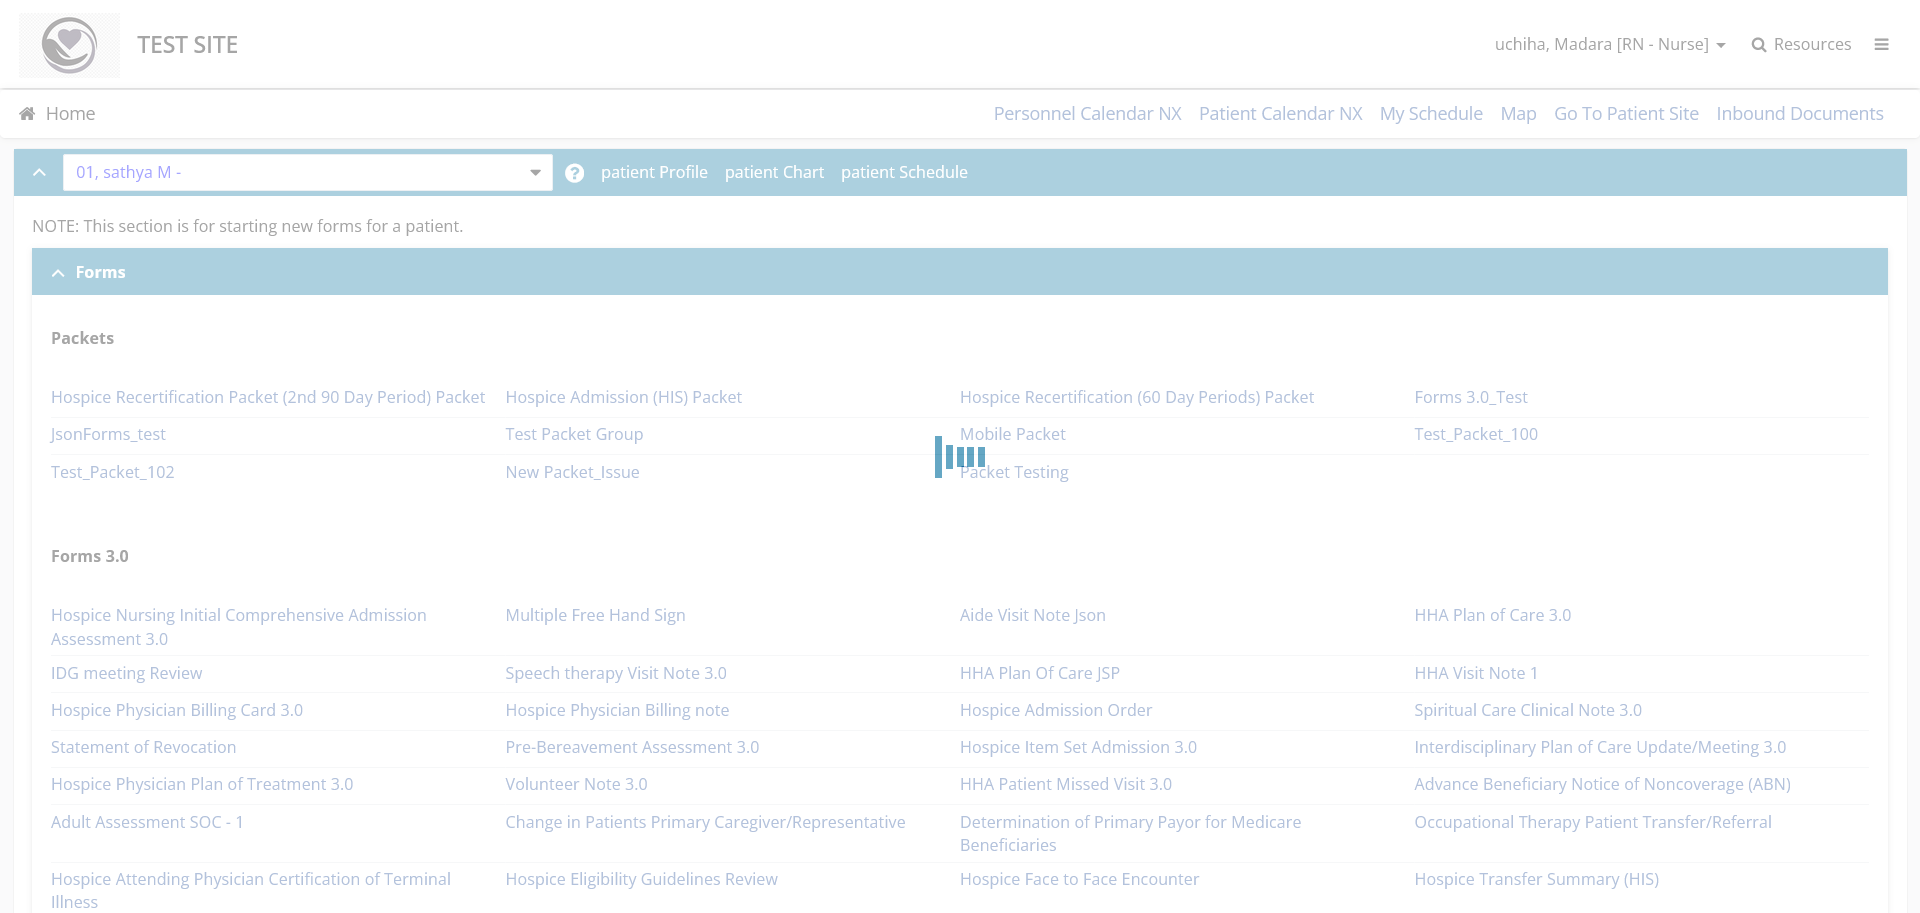 TEST SITE
uchiha, Madara [RN - Nurse]
Resources
Home
Personnel Calendar NX
Patient Calendar NX
My Schedule
Map
Go To Patient Site
Inbound Documents
01, sathya M -
?
patient Profile
patient Chart
patient Schedule
NOTE: This section is for starting new forms for a patient.
Forms
Packets
Hospice Recertification Packet (2nd 90 Day Period) Packet
Hospice Admission (HIS) Packet
Hospice Recertification (60 Day Periods) Packet
Forms 3.0_Test
JsonForms_test
Test Packet Group
Mobile Packet
Test_Packet_100
Test_Packet_102
New Packet_Issue
Packet Testing
Forms 3.0
Hospice Nursing Initial Comprehensive Admission
Assessment 3.0
Multiple Free Hand Sign
Aide Visit Note Json
HHA Plan of Care 3.0
IDG meeting Review
Speech therapy Visit Note 3.0
HHA Plan Of Care JSP
HHA Visit Note 1
Hospice Physician Billing Card 3.0
Hospice Physician Billing note
Hospice Admission Order
Spiritual Care Clinical Note 3.0
Statement of Revocation
Pre-Bereavement Assessment 3.0
Hospice Item Set Admission 3.0
Interdisciplinary Plan of Care Update/Meeting 3.0
Hospice Physician Plan of Treatment 3.0
Volunteer Note 3.0
HHA Patient Missed Visit 3.0
Advance Beneficiary Notice of Noncoverage (ABN)
Adult Assessment SOC - 1
Change in Patients Primary Caregiver/Representative
Determination of Primary Payor for Medicare
Beneficiaries
Occupational Therapy Patient Transfer/Referral
Hospice Attending Physician Certification of Terminal
Illness
Hospice Eligibility Guidelines Review
Hospice Face to Face Encounter
Hospice Transfer Summary (HIS)